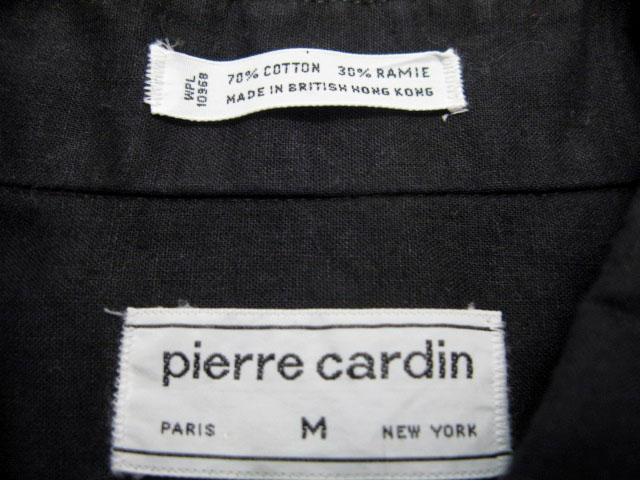 WPL
10968
70% COTTON 30% RAMIE
MADE IN BRITISH HONG KONG
pierre cardin
PARIS M NEW YORK